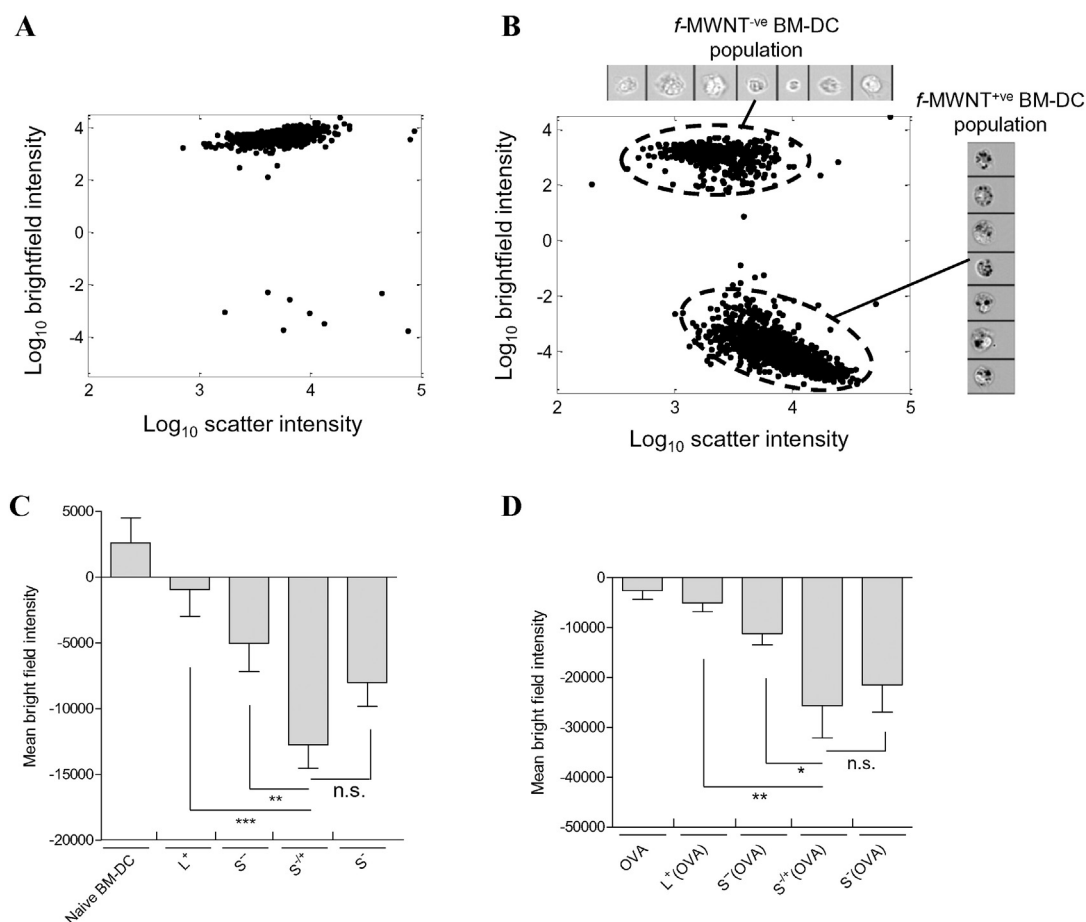 A
B
f-MWNT-ve BM-DC
population
f-MWNT+ve BM-DC
population
Log10 brightfield intensity
4
2
0
-2
-4
2
3
4
5
Log10 scatter intensity
Log10 brightfield intensity
4
2
0
-2
-4
2
3
4
5
Log10 scatter intensity
C
D
Mean bright field intensity
5000
0
-5000
-10000
-15000
-20000
**
***
n.s.
Naive BM-DC
L+
S--
S-/+
S-
Mean bright field intensity
0
-10000
-20000
-30000
-40000
-50000
*
**
n.s.
OVA
L+(OVA)
S--(OVA)
S-/+(OVA)
S-(OVA)